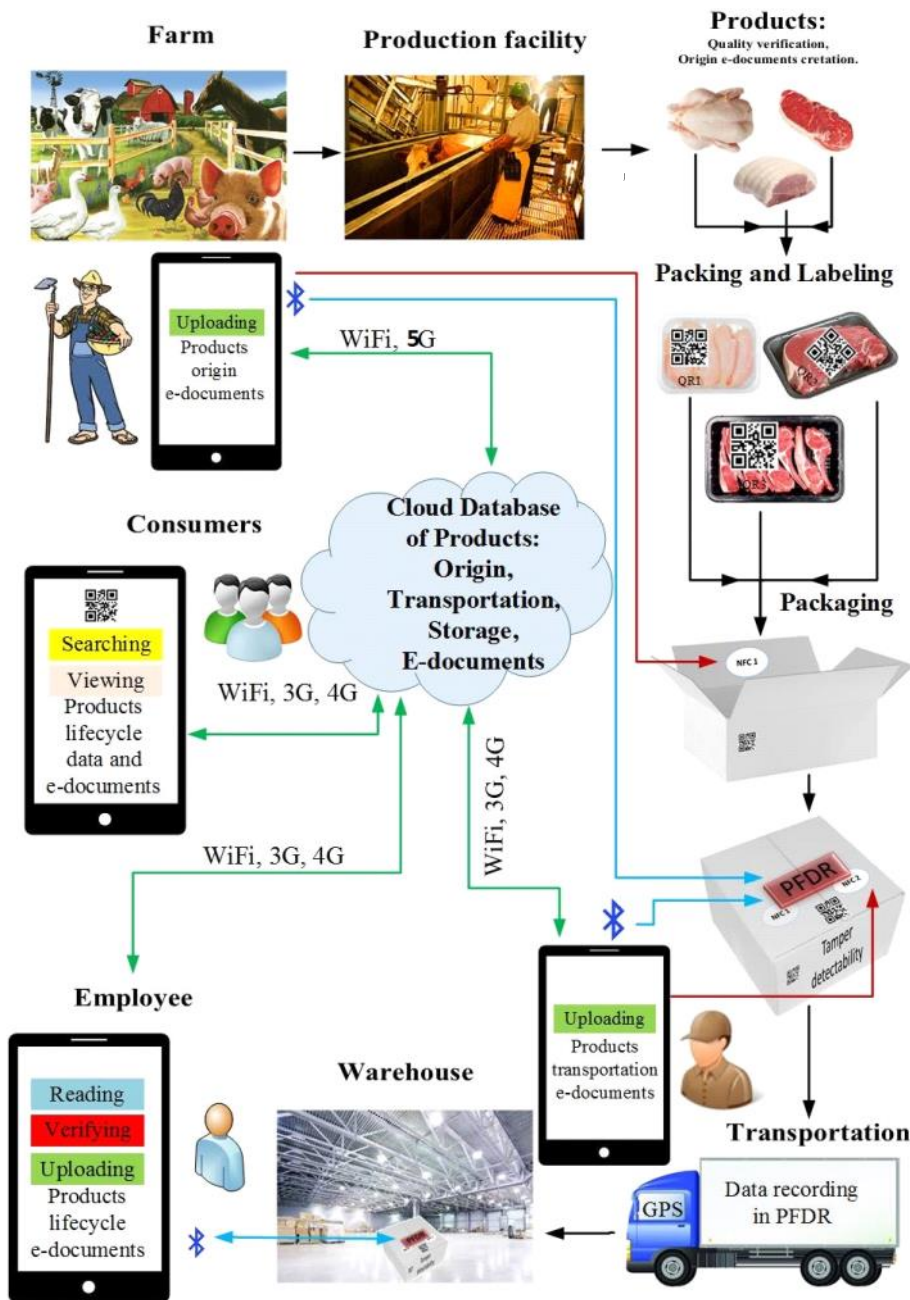 Farm
Production facility
Products:
Quality verification,
Origin e-documents cretation.
Uploading
Products
origin
e-documents
WiFi, 5G
Packing and Labeling
QR1
QR2
QR3
Consumers
Searching
Viewing
Products
lifecycle
data and
e-documents
Cloud Database
of Products:
Origin,
Transportation,
Storage,
E-documents
WiFi, 3G, 4G
WiFi, 3G, 4G
WiFi, 3G, 4G
Packaging
NFC 1
PFDR
NFC 1
NFC 2
Tamper
detectability
Employee
Reading
Verifying
Uploading
Products
lifecycle
e-documents
Warehouse
PFDR
Uploading
Products
transportation
e-documents
Transportation
GPS
Data recording
in PFDR